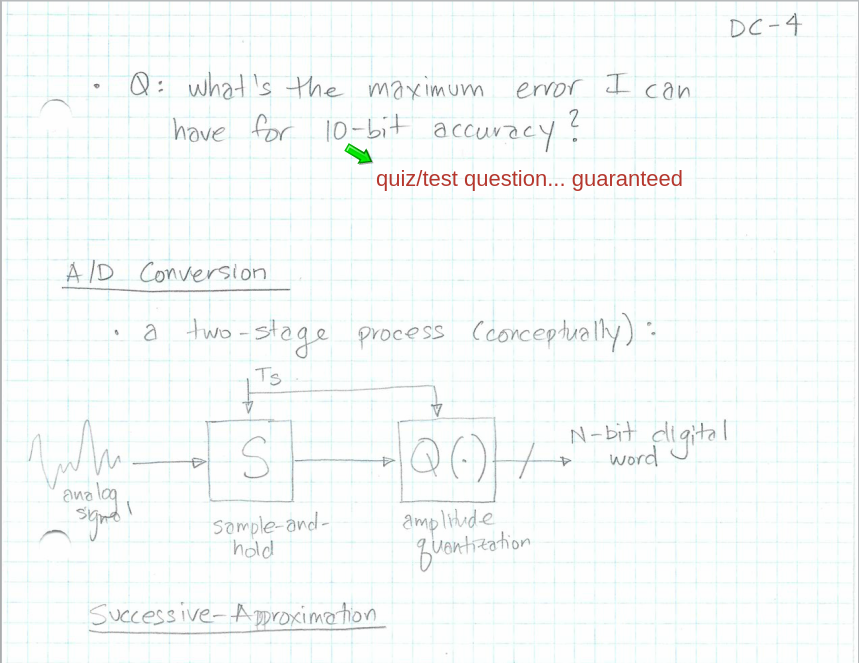 DC-4
• Q: what's the maximum error I can
have for 10-bit accuracy?
quiz/test question... guaranteed
A/D Conversion
• a two-stage process (conceptually):
Ts
S
Q(·)
N-bit digital
word
analog
signal
sample-and-
hold
amplitude
quantization
Successive-Approximation